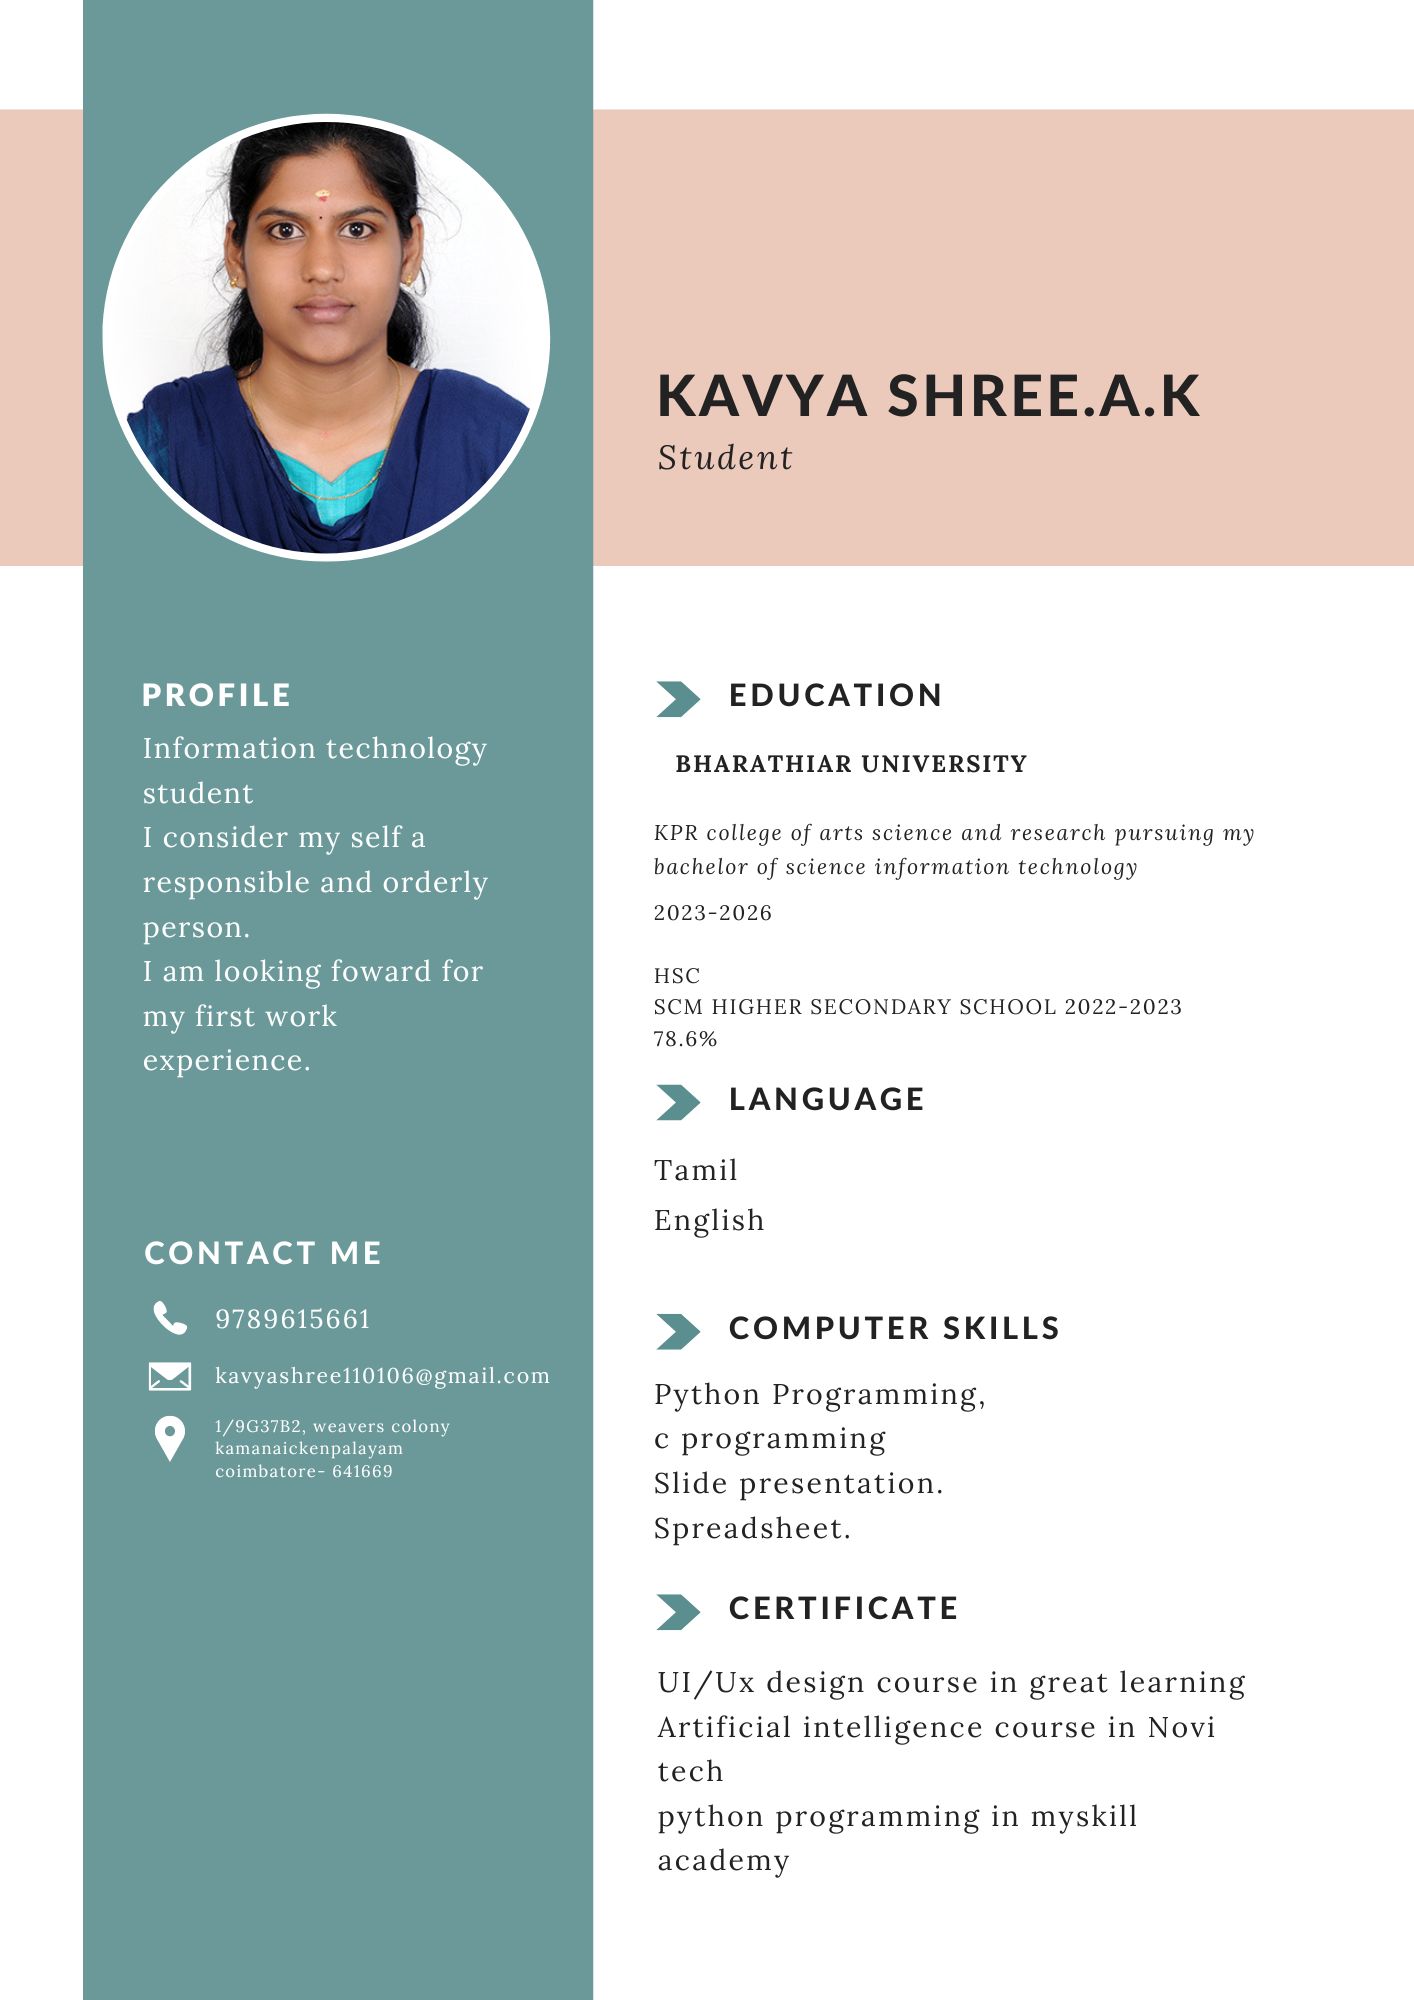 KAVYA SHREE.A.K
Student
PROFILE
Information technology
student
I consider my self a
responsible and orderly
person.
I am looking foward for
my first work
experience.
CONTACT ME
9789615661
kavyashree110106@gmail.com
1/9G37B2, weavers colony
kamanaickenpalayam
coimbatore- 641669
EDUCATION
BHARATHIAR UNIVERSITY
KPR college of arts science and research pursuing my
bachelor of science information technology
2023-2026
HSC
SCM HIGHER SECONDARY SCHOOL 2022-2023
78.6%
LANGUAGE
Tamil
English
COMPUTER SKILLS
Python Programming,
c programming
Slide presentation.
Spreadsheet.
CERTIFICATE
UI/Ux design course in great learning
Artificial intelligence course in Novi
tech
python programming in myskill
academy